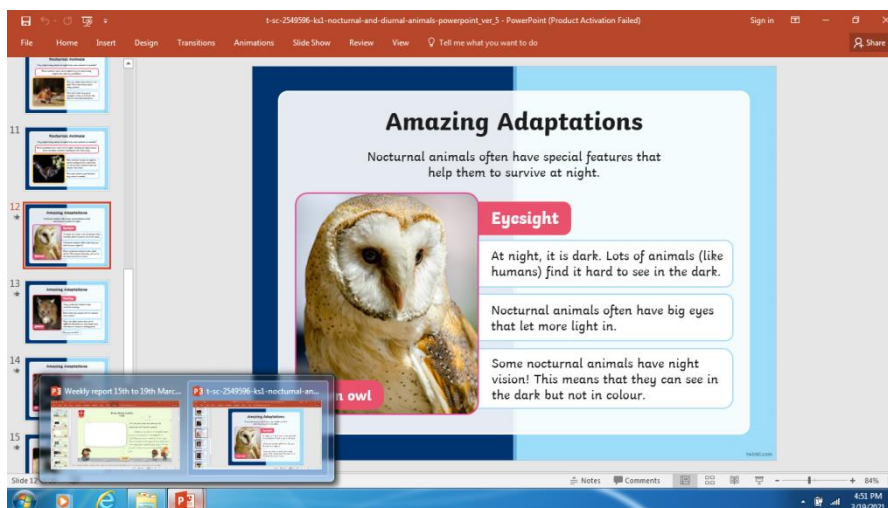 t-sc-2549596-ks1-nocturnal-and-diurnal-animals-powerpoint_ver_5 - PowerPoint (Product Activation Failed)
Sign in
File Home Insert Design Transitions Animations Slide Show Review View Tell me what you want to do
Share
11
12
13
14
15
Amazing Adaptations
Nocturnal animals often have special features that
help them to survive at night.
Eyesight
At night, it is dark. Lots of animals (like
humans) find it hard to see in the dark.
Nocturnal animals often have big eyes
that let more light in.
Some nocturnal animals have night
vision! This means that they can see in
the dark but not in colour.
n owl
Weekly report 15th to 19th Marc...
t-sc-2549596-ks1-nocturnal-an...
Amazing Adaptations
Slide 12
Notes Comments
84%
4:51 PM
3/19/2021